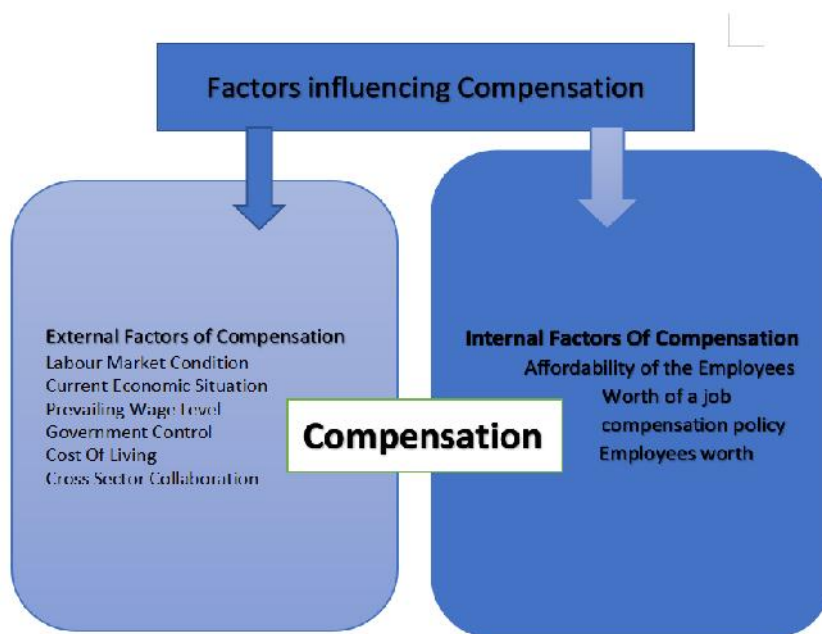 Factors influencing Compensation
External Factors of Compensation
Labour Market Condition
Current Economic Situation
Prevailing Wage Level
Government Control
Cost Of Living
Cross Sector Collaboration
Compensation
Internal Factors Of Compensation
Affordability of the Employees
Worth of a job
compensation policy
Employees worth